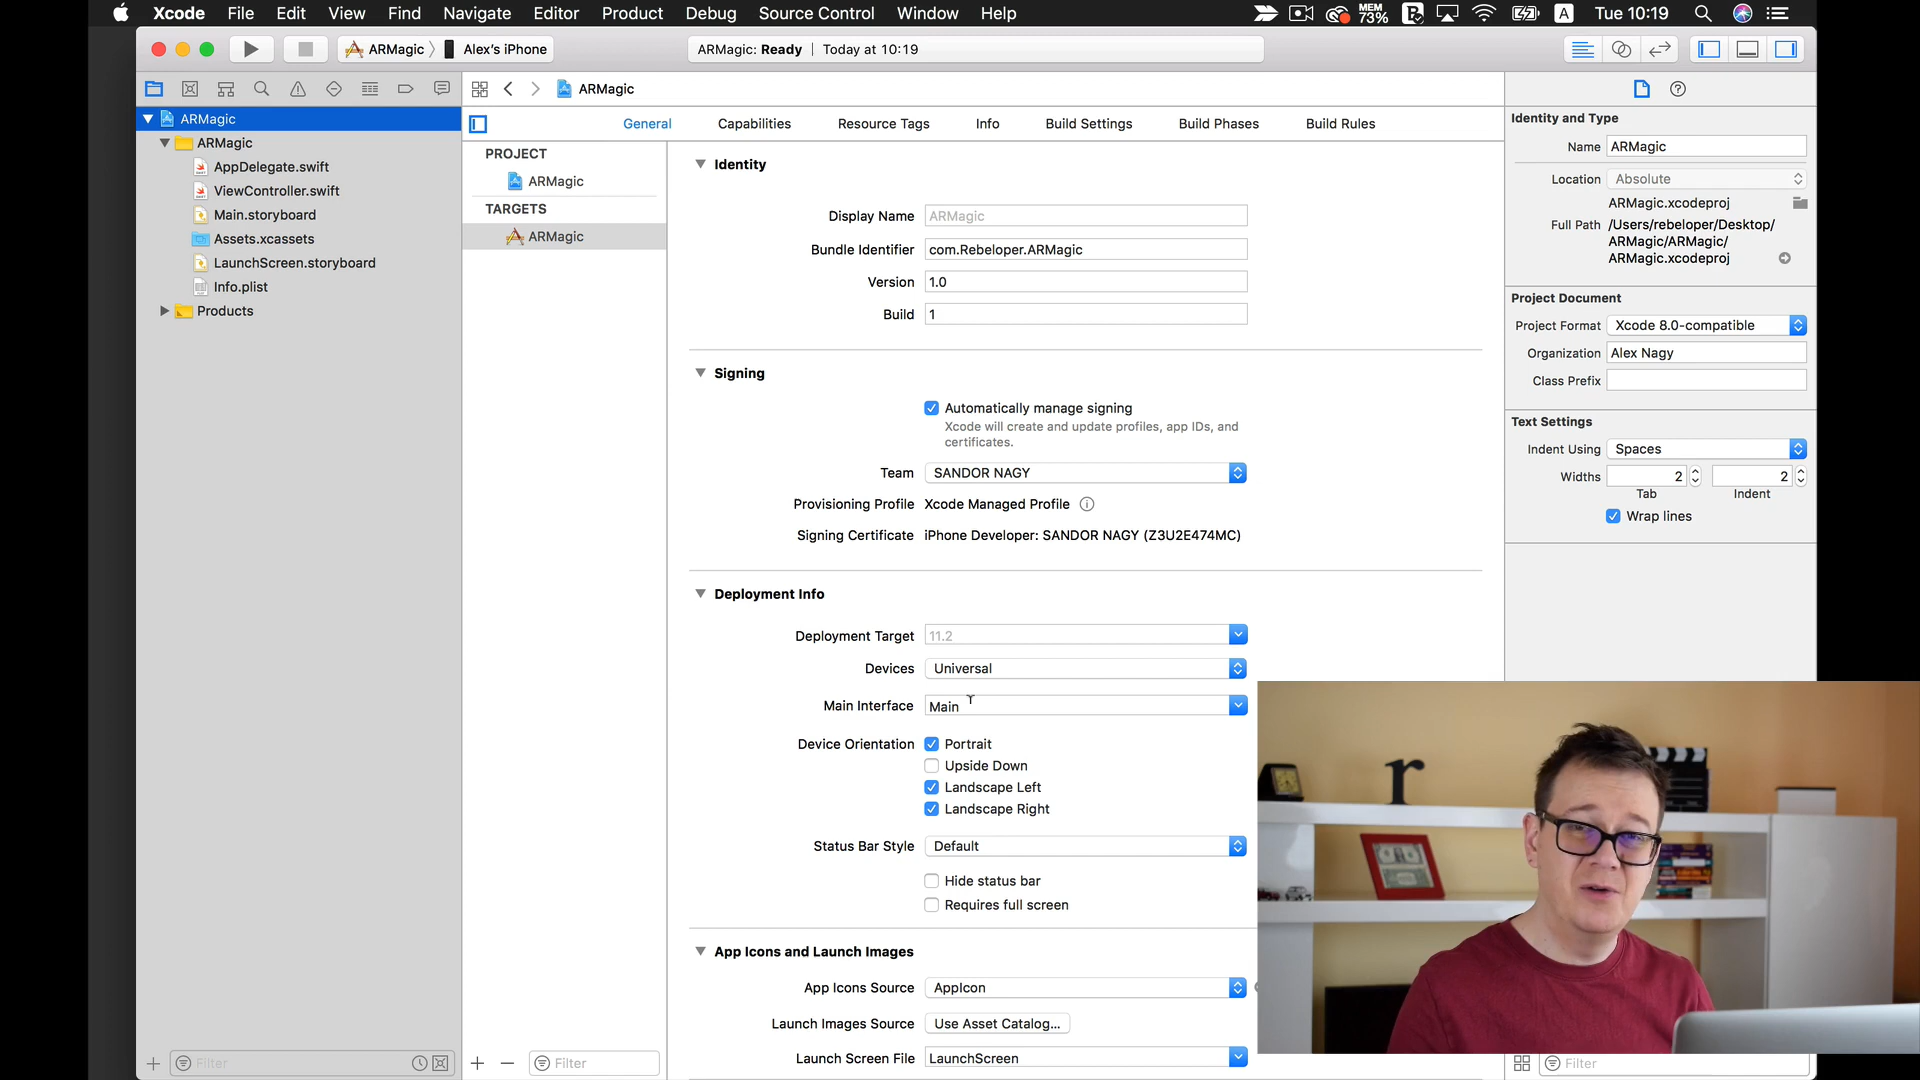 Xcode File Edit View Find Navigate Editor Product Debug Source Control Window Help MEM 73% A Tue 10:19
ARMagic Alex's iPhone ARMagic: Ready Today at 10:19
ARMagic
ARMagic
ARMagic
AppDelegate.swift
ViewController.swift
Main.storyboard
Assets.xcassets
LaunchScreen.storyboard
Info.plist
Products
Filter
General Capabilities Resource Tags Info Build Settings Build Phases Build Rules
PROJECT
ARMagic
TARGETS
ARMagic
Filter
Identity
Display Name ARMagic
Bundle Identifier com.Rebeloper.ARMagic
Version 1.0
Build 1
Signing
Automatically manage signing
Xcode will create and update profiles, app IDs, and
certificates.
Team SANDOR NAGY
Provisioning Profile Xcode Managed Profile
Signing Certificate iPhone Developer: SANDOR NAGY (Z3U2E474MC)
Deployment Info
Deployment Target 11.2
Devices Universal
Main Interface Main
Device Orientation Portrait
Upside Down
Landscape Left
Landscape Right
Status Bar Style Default
Hide status bar
Requires full screen
App Icons and Launch Images
App Icons Source AppIcon
Launch Images Source Use Asset Catalog...
Launch Screen File LaunchScreen
Identity and Type
Name ARMagic
Location Absolute
ARMagic.xcodeproj
Full Path /Users/rebeloper/Desktop/
ARMagic/ARMagic/
ARMagic.xcodeproj
Project Document
Project Format Xcode 8.0-compatible
Organization Alex Nagy
Class Prefix
Text Settings
Indent Using Spaces
Widths 2 2
Tab Indent
Wrap lines
r
Filter